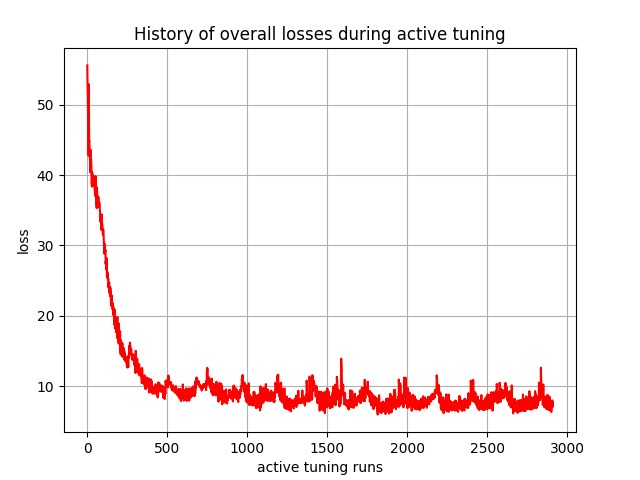 History of overall losses during active tuning
50
40
30
20
10
loss
0 500 1000 1500 2000 2500 3000
active tuning runs